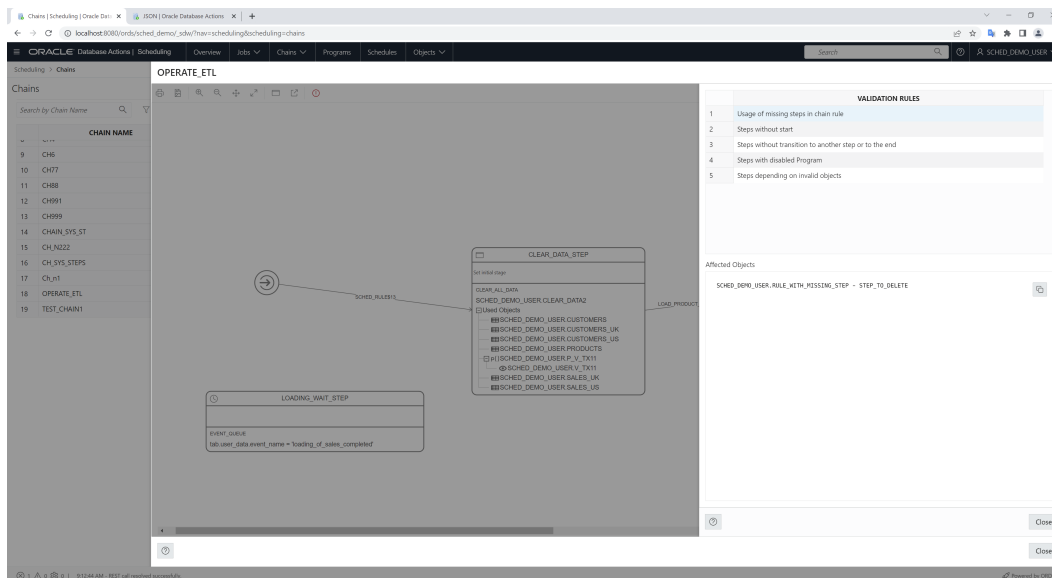 Chains | Scheduling | Oracle Data
JSON | Oracle Database Actions
localhost:8080/ords/sched_demo/_sdw/?nav=scheduling&scheduling=chains
ORACLE Database Actions | Scheduling
Overview
Jobs
Chains
Programs
Schedules
Objects
Search
SCHED_DEMO_USER
Scheduling > Chains
OPERATE_ETL
Chains
Search by Chain Name
CHAIN NAME
9 CH6
10 CH77
11 CH88
12 CH991
13 CH999
14 CHAIN_SYS_ST
15 CH_N222
16 CH_SYS_STEPS
17 Ch_n1
18 OPERATE_ETL
19 TEST_CHAIN1
SCHED_RULE815
CLEAR_DATA_STEP
Set initial stage
CLEAR_ALL_DATA
SCHED_DEMO_USER.CLEAR_DATA2
Used Objects
SCHED_DEMO_USER.CUSTOMERS
SCHED_DEMO_USER.CUSTOMERS_UK
SCHED_DEMO_USER.CUSTOMERS_US
SCHED_DEMO_USER.PRODUCTS
p() SCHED_DEMO_USER.P_V_TX11
SCHED_DEMO_USER.V_TX11
SCHED_DEMO_USER.SALES_UK
SCHED_DEMO_USER.SALES_US
LOAD_PRODUCT
LOADING_WAIT_STEP
EVENT_QUEUE
tab.user_data.event_name = 'loading_of_sales_completed'
VALIDATION RULES
1 Usage of missing steps in chain rule
2 Steps without start
3 Steps without transition to another step or to the end
4 Steps with disabled Program
5 Steps depending on invalid objects
Affected Objects
SCHED_DEMO_USER.RULE_WITH_MISSING_STEP - STEP_TO_DELETE
Close
Close
9:12:44 AM - REST call resolved successfully.
Powered by ORDS